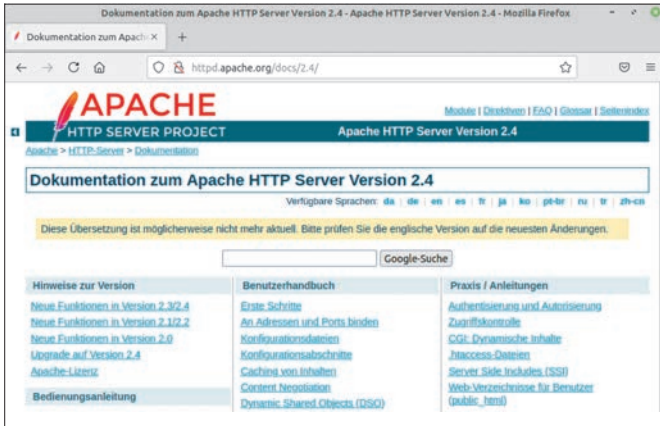 Dokumentation zum Apache HTTP Server Version 2.4 - Apache HTTP Server Version 2.4 - Mozilla Firefox
Dokumentation zum Apach
httpd.apache.org/docs/2.4/
APACHE
HTTP SERVER PROJECT
Module | Direktiven | FAQ | Glossar | Seitenindex
Apache HTTP Server Version 2.4
Apache > HTTP-Server > Dokumentation
Dokumentation zum Apache HTTP Server Version 2.4
Verfügbare Sprachen: da | de | en | es | fr | ja | ko | pt-br | ru | tr | zh-cn
Diese Übersetzung ist möglicherweise nicht mehr aktuell. Bitte prüfen Sie die englische Version auf die neuesten Änderungen.
Google-Suche
Hinweise zur Version
Neue Funktionen in Version 2.3/2.4
Neue Funktionen in Version 2.1/2.2
Neue Funktionen in Version 2.0
Upgrade auf Version 2.4
Apache-Lizenz
Bedienungsanleitung
Benutzerhandbuch
Erste Schritte
An Adressen und Ports binden
Konfigurationsdateien
Konfigurationsabschnitte
Caching von Inhalten
Content Negotiation
Dynamic Shared Objects (DSO)
Praxis / Anleitungen
Authentisierung und Autorisierung
Zugriffskontrolle
CGI: Dynamische Inhalte
.htaccess-Dateien
Server Side Includes (SSI)
Web-Verzeichnisse für Benutzer
(public_html)